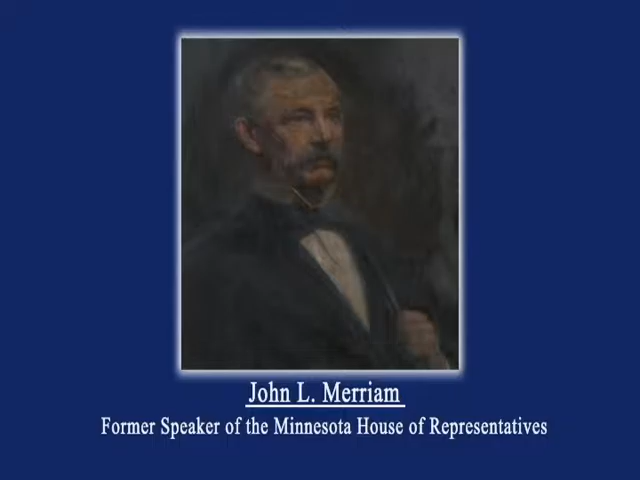 John L. Merriam
Former Speaker of the Minnesota House of Representatives